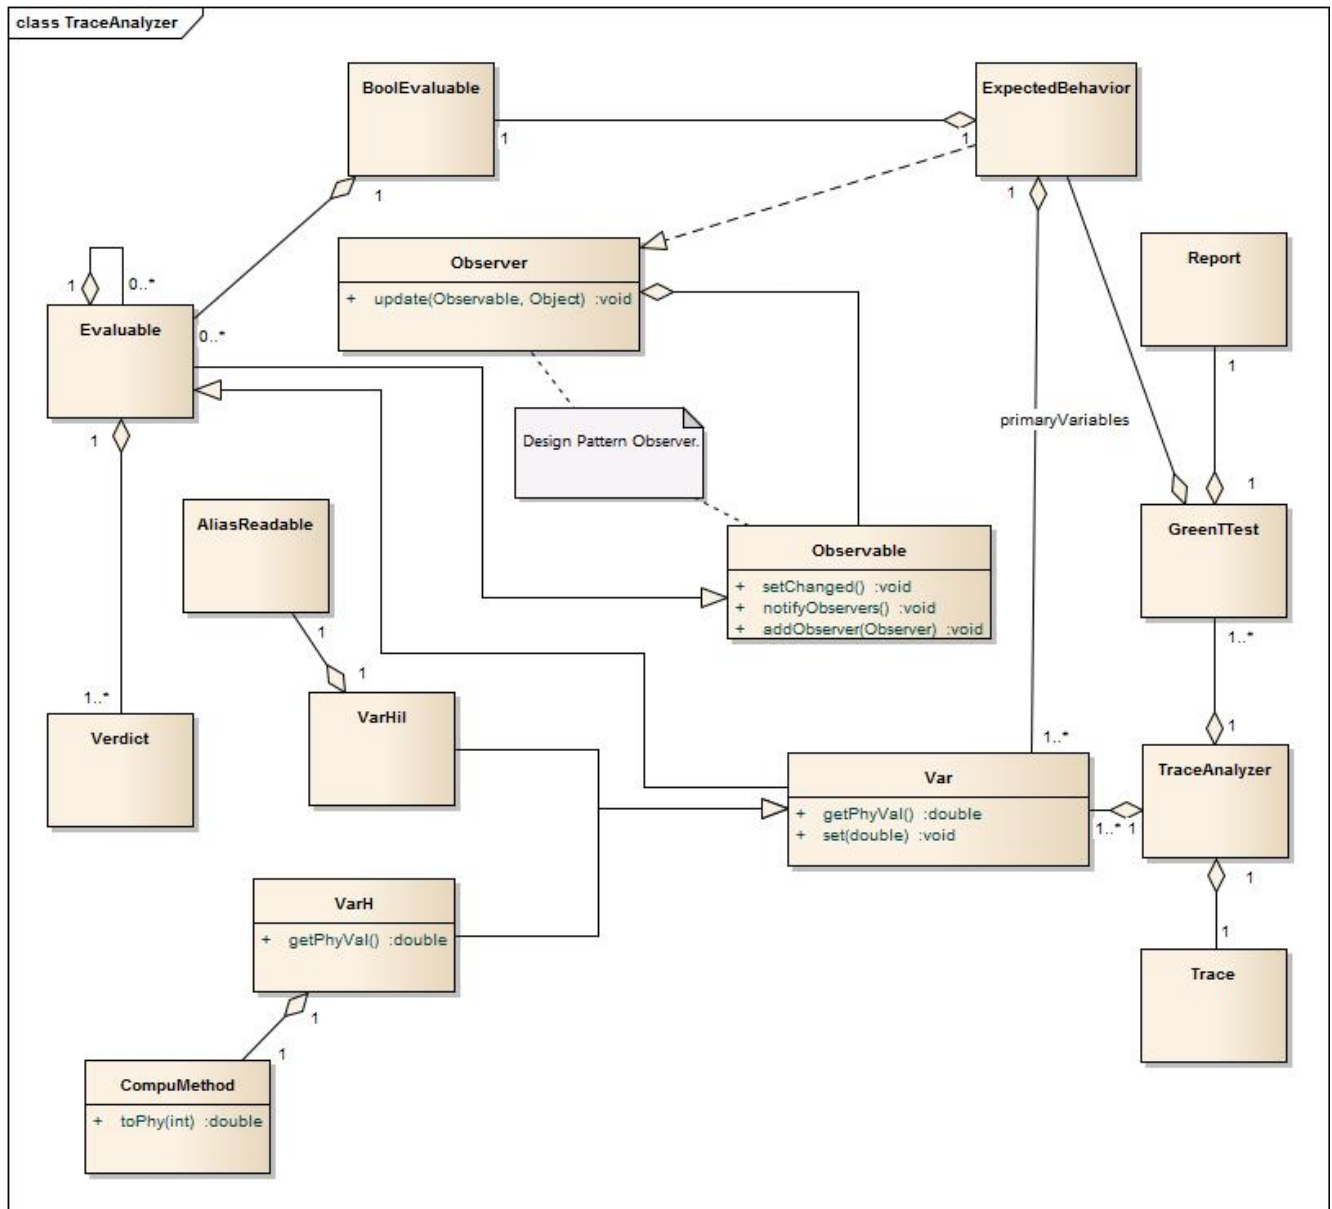 class TraceAnalyzer
BoolEvaluable
ExpectedBehavior
1
1
1
1
Observer
+ update(Observable, Object) :void
Report
1
0..*
Evaluable
0..*
1
1
Design Pattern Observer.
primaryVariables
1
AliasReadable
GreenTTest
Observable
+ setChanged() :void
+ notifyObservers() :void
+ addObserver(Observer) :void
1
1..*
1
VarHil
1..*
Verdict
1..*
1
TraceAnalyzer
Var
+ getPhyVal() :double
+ set(double) :void
1..*
1
1
VarH
+ getPhyVal() :double
1
Trace
1
1
CompuMethod
+ toPhy(int) :double